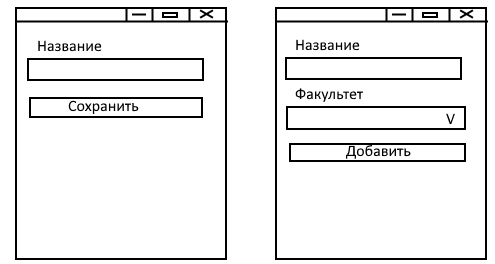 Название
Сохранить
Название
Факультет
V
Добавить